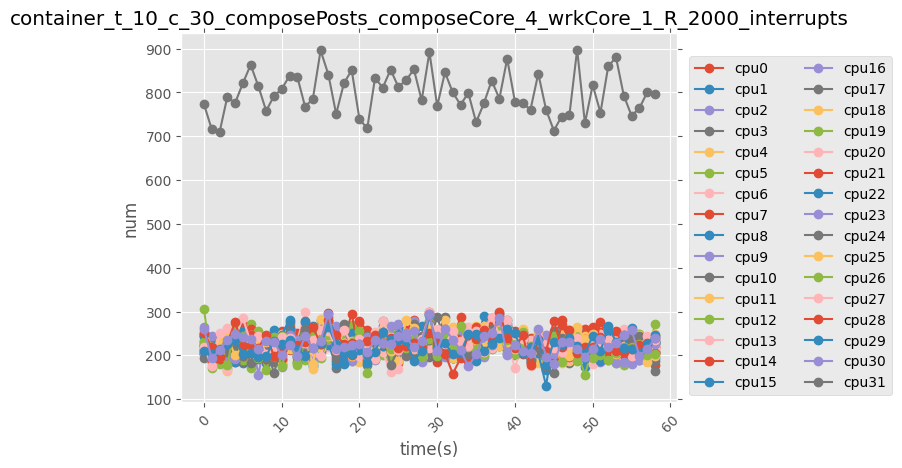 container_t_10_c_30_composePosts_composeCore_4_wrkCore_1_R_2000_interrupts
num
900
800
700
600
500
400
300
200
100
0
10
20
30
40
50
60
time(s)
cpu0
cpu1
cpu2
cpu3
cpu4
cpu5
cpu6
cpu7
cpu8
cpu9
cpu10
cpu11
cpu12
cpu13
cpu14
cpu15
cpu16
cpu17
cpu18
cpu19
cpu20
cpu21
cpu22
cpu23
cpu24
cpu25
cpu26
cpu27
cpu28
cpu29
cpu30
cpu31